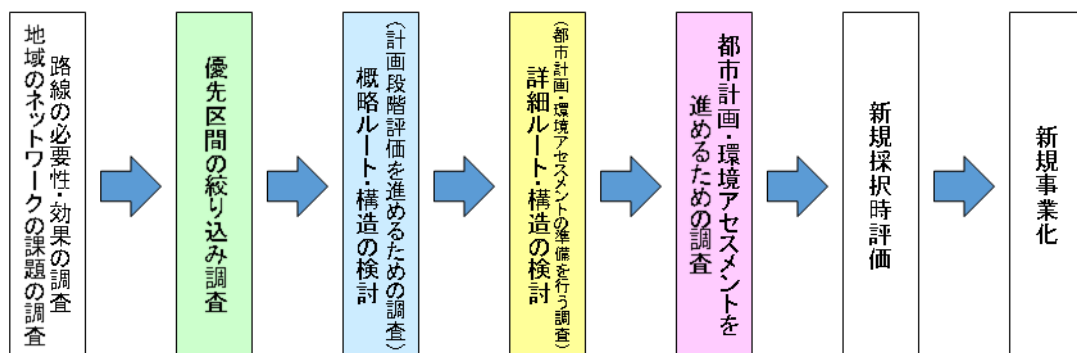 路線の必要性・効果の調査
地域のネットワークの課題の調査
優先区間の絞り込み調査
（計画段階評価を進めるための調査）
概略ルート・構造の検討
（都市計画・環境アセスメントの準備を行う調査）
詳細ルート・構造の検討
都市計画・環境アセスメントを
進めるための調査
新規採択時評価
新規事業化